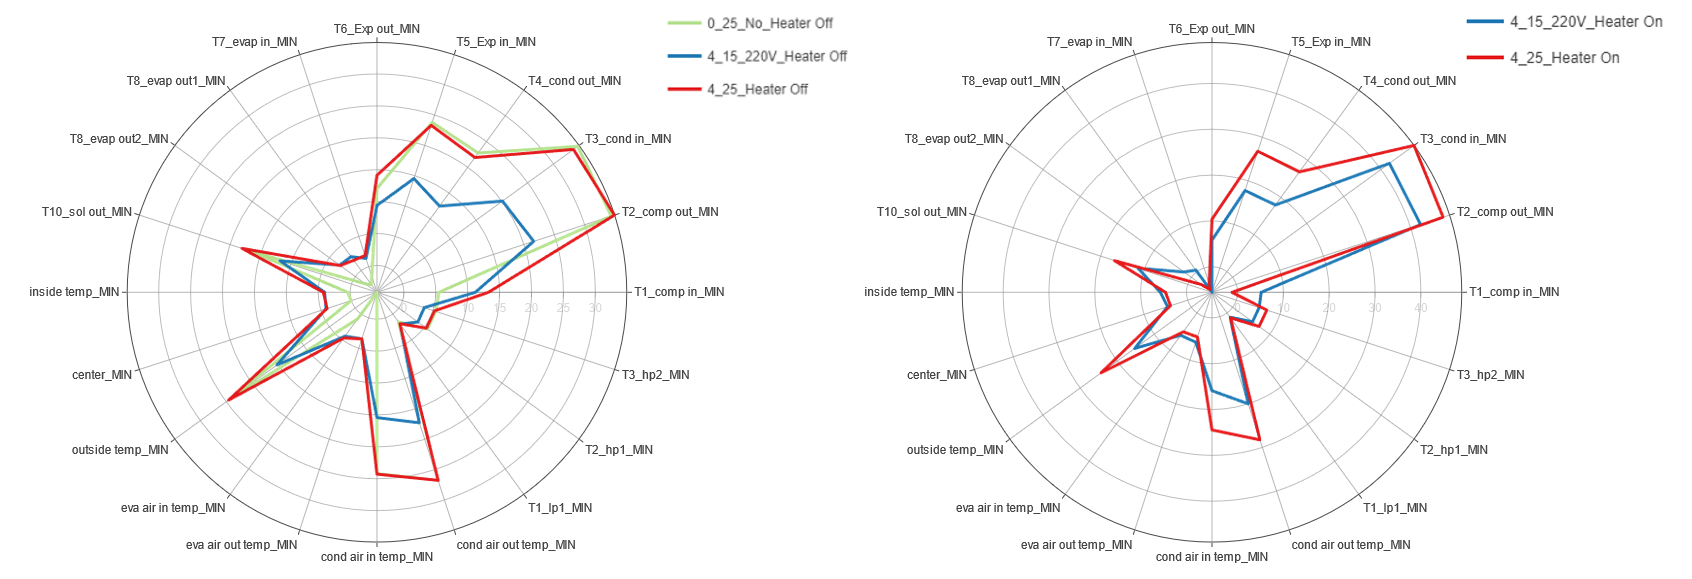 T6_Exp out_MIN
T7_evap in_MIN
T5_Exp in_MIN
T8_evap out1_MIN
T4_cond out_MIN
T8_evap out2_MIN
T3_cond in_MIN
T10_sol out_MIN
T2_comp out_MIN
inside temp_MIN
T1_comp in_MIN
10
15
20
25
30
center_MIN
T3_hp2_MIN
outside temp_MIN
T2_hp1_MIN
eva air in temp_MIN
T1_lp1_MIN
eva air out temp_MIN
cond air out temp_MIN
cond air in temp_MIN
0_25_No_Heater Off
4_15_220V_Heater Off
4_25_Heater Off
T6_Exp out_MIN
T7_evap in_MIN
T5_Exp in_MIN
T8_evap out1_MIN
T4_cond out_MIN
T8_evap out2_MIN
T3_cond in_MIN
T10_sol out_MIN
T2_comp out_MIN
inside temp_MIN
T1_comp in_MIN
0
10
20
30
40
center_MIN
T3_hp2_MIN
outside temp_MIN
T2_hp1_MIN
eva air in temp_MIN
T1_lp1_MIN
eva air out temp_MIN
cond air out temp_MIN
cond air in temp_MIN
4_15_220V_Heater On
4_25_Heater On